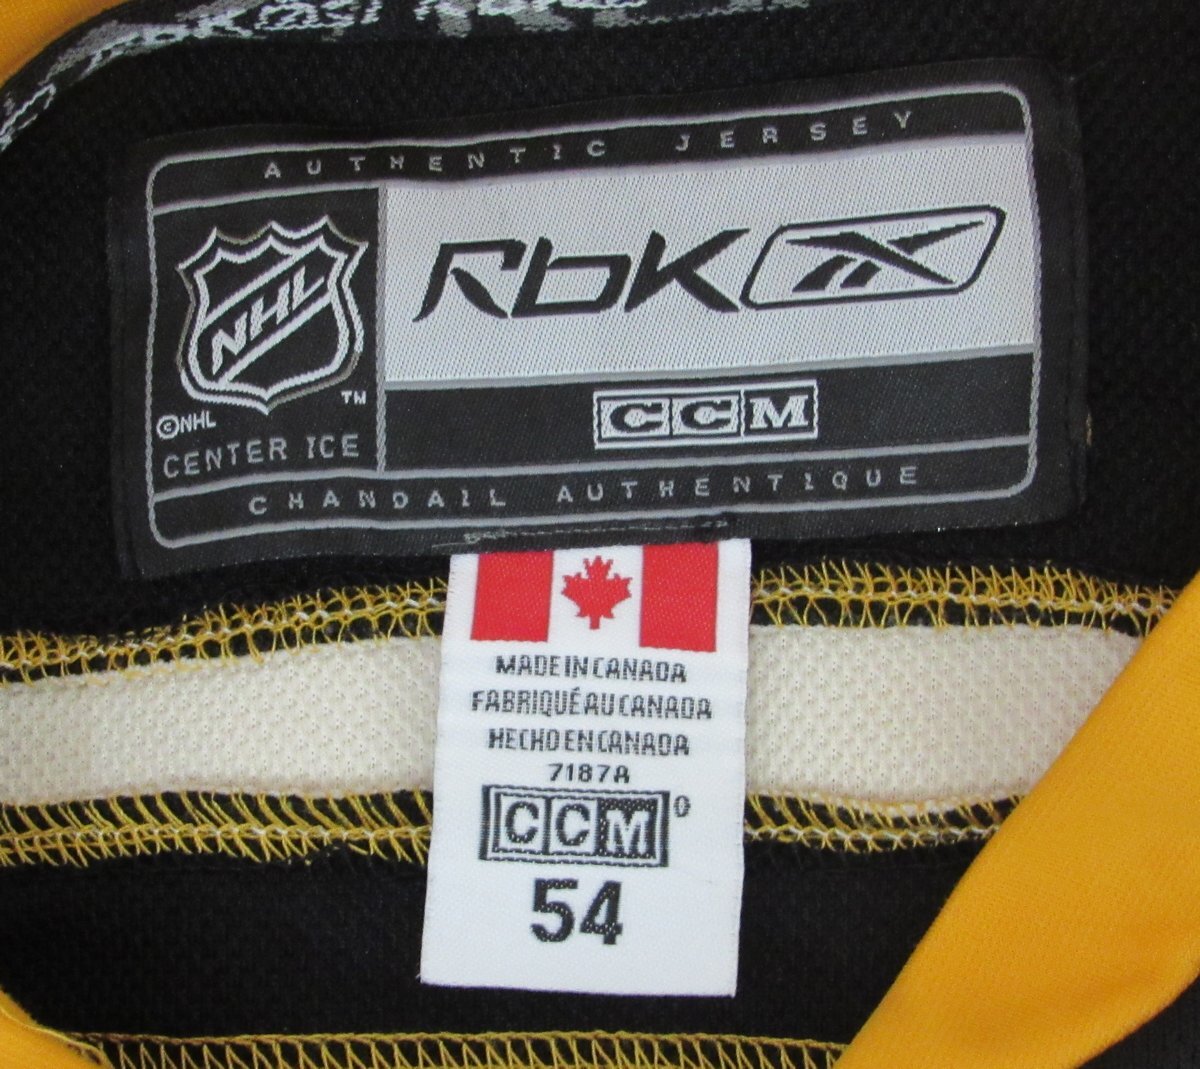 AUTHENTIC JERSEY
NHL
TM
©NHL
CENTER ICE
RbK
CCM
CHANDAIL AUTHENTIQUE
MADE IN CANADA
FABRIQUÉ AU CANADA
HECHO EN CANADA
7187A
CCM
54